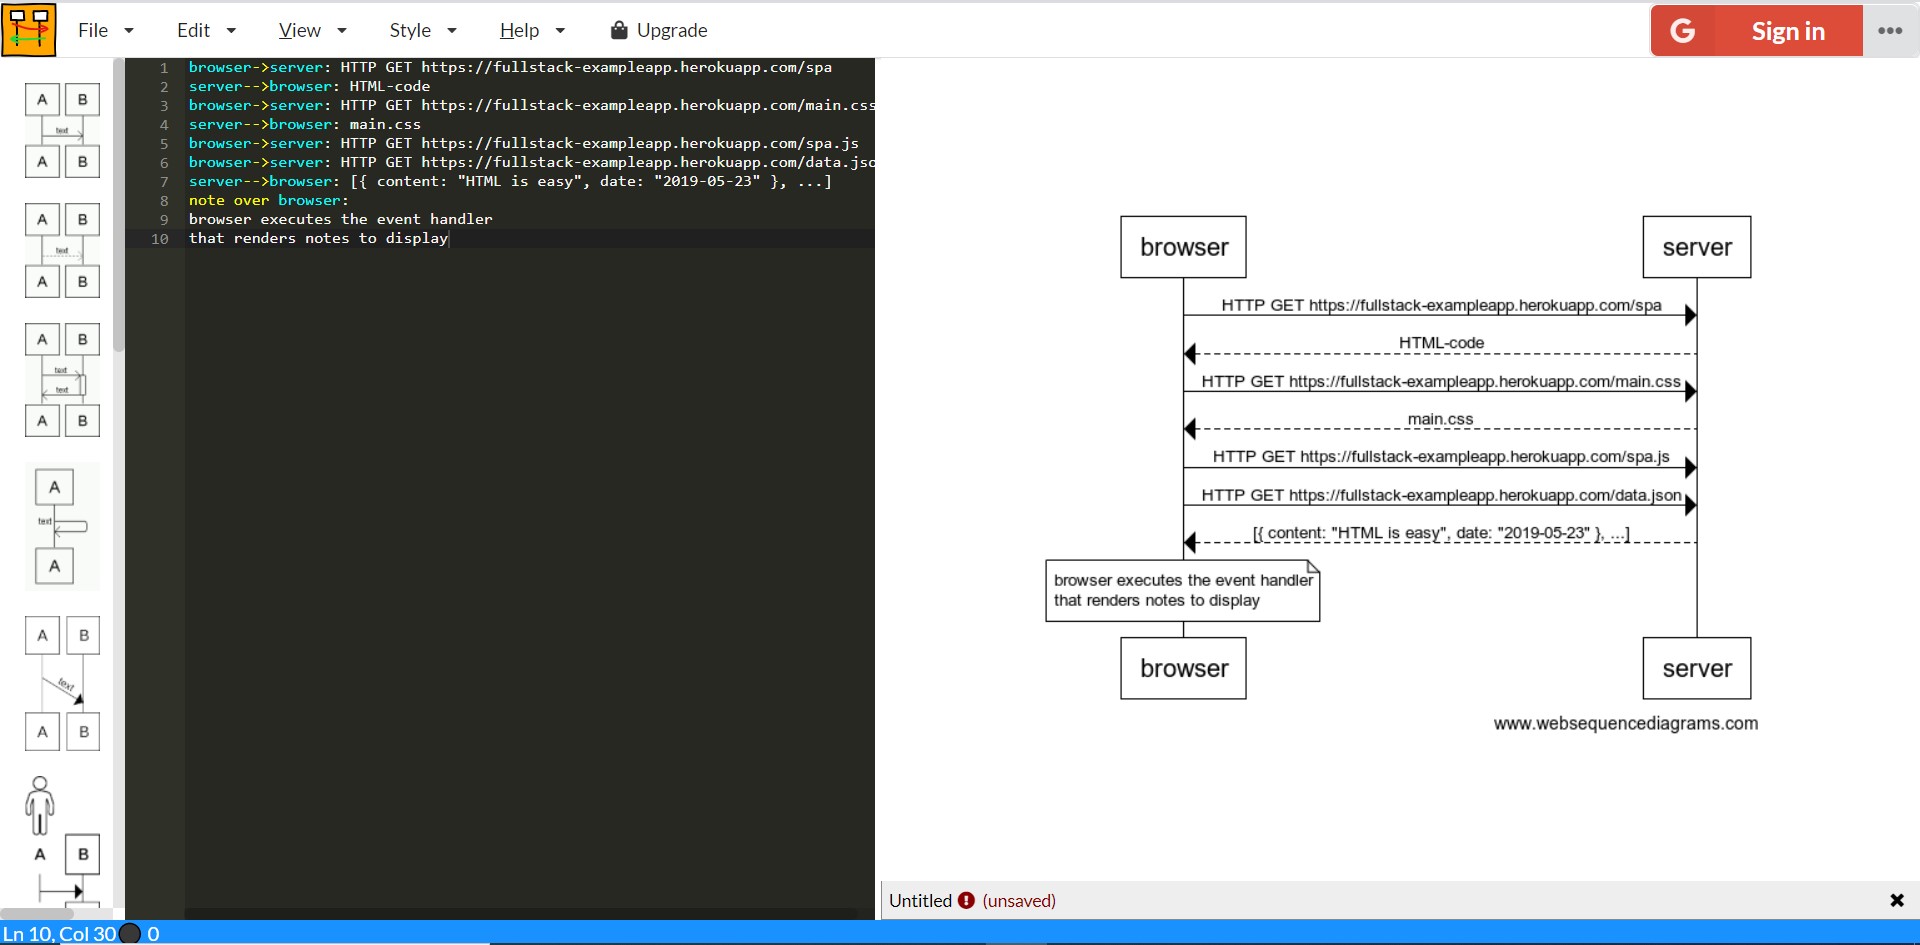 File Edit View Style Help Upgrade Sign in
A B
text
A B
A B
text
A B
A B
text
text
A B
A
text
A
A B
text
A B
A B
1 browser->server: HTTP GET https://fullstack-exampleapp.herokuapp.com/spa
2 server-->browser: HTML-code
3 browser->server: HTTP GET https://fullstack-exampleapp.herokuapp.com/main.css
4 server-->browser: main.css
5 browser->server: HTTP GET https://fullstack-exampleapp.herokuapp.com/spa.js
6 browser->server: HTTP GET https://fullstack-exampleapp.herokuapp.com/data.jso
7 server-->browser: [{ content: "HTML is easy", date: "2019-05-23" }, ...]
8 note over browser:
9 browser executes the event handler
10 that renders notes to display
browser server
HTTP GET https://fullstack-exampleapp.herokuapp.com/spa
HTML-code
HTTP GET https://fullstack-exampleapp.herokuapp.com/main.css
main.css
HTTP GET https://fullstack-exampleapp.herokuapp.com/spa.js
HTTP GET https://fullstack-exampleapp.herokuapp.com/data.json
[{ content: "HTML is easy", date: "2019-05-23" }, ...]
browser executes the event handler
that renders notes to display
browser server
www.websequencediagrams.com
Untitled (unsaved)
Ln 10, Col 30 0